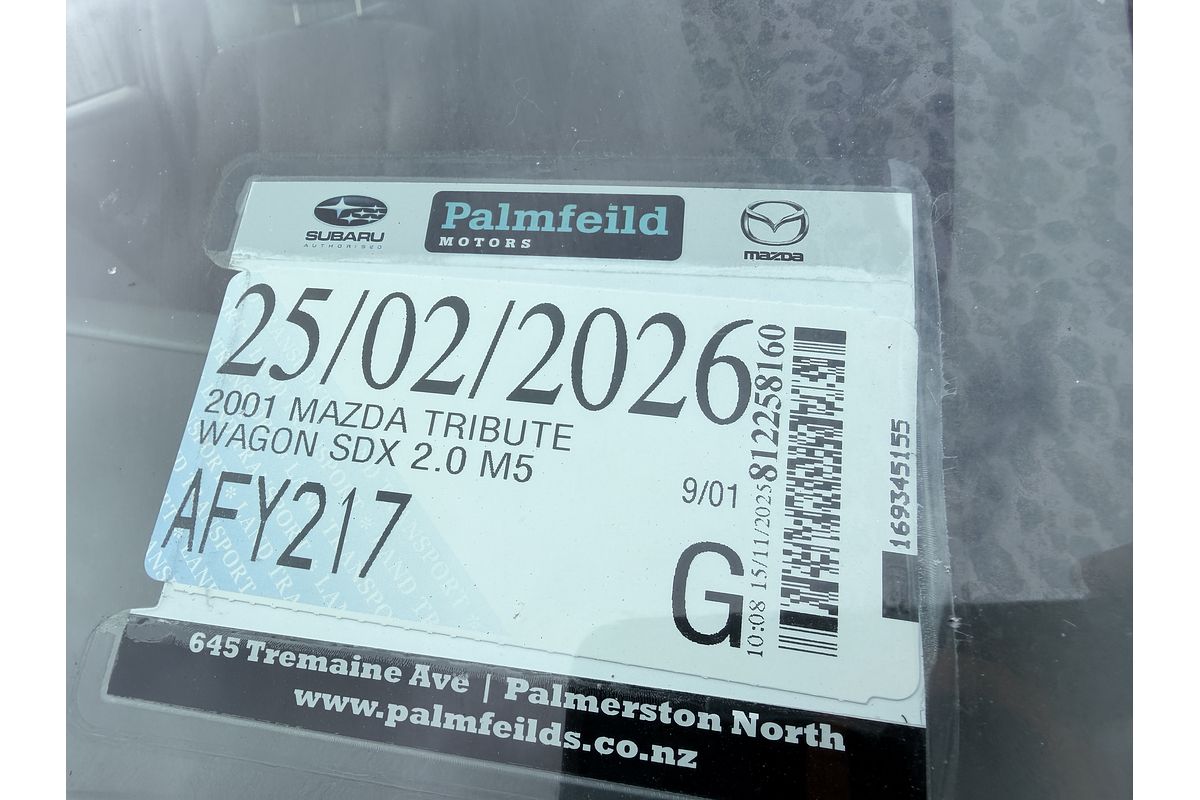 SUBARU
AUTHORISED
Palmfeild
MOTORS
mazda
25/02/2026
2001 MAZDA TRIBUTE
WAGON SDX 2.0 M5
AFY217
9/01
G
10:08 15/11/2025 812258160
169345155
645 Tremaine Ave | Palmerston North
www.palmfeilds.co.nz